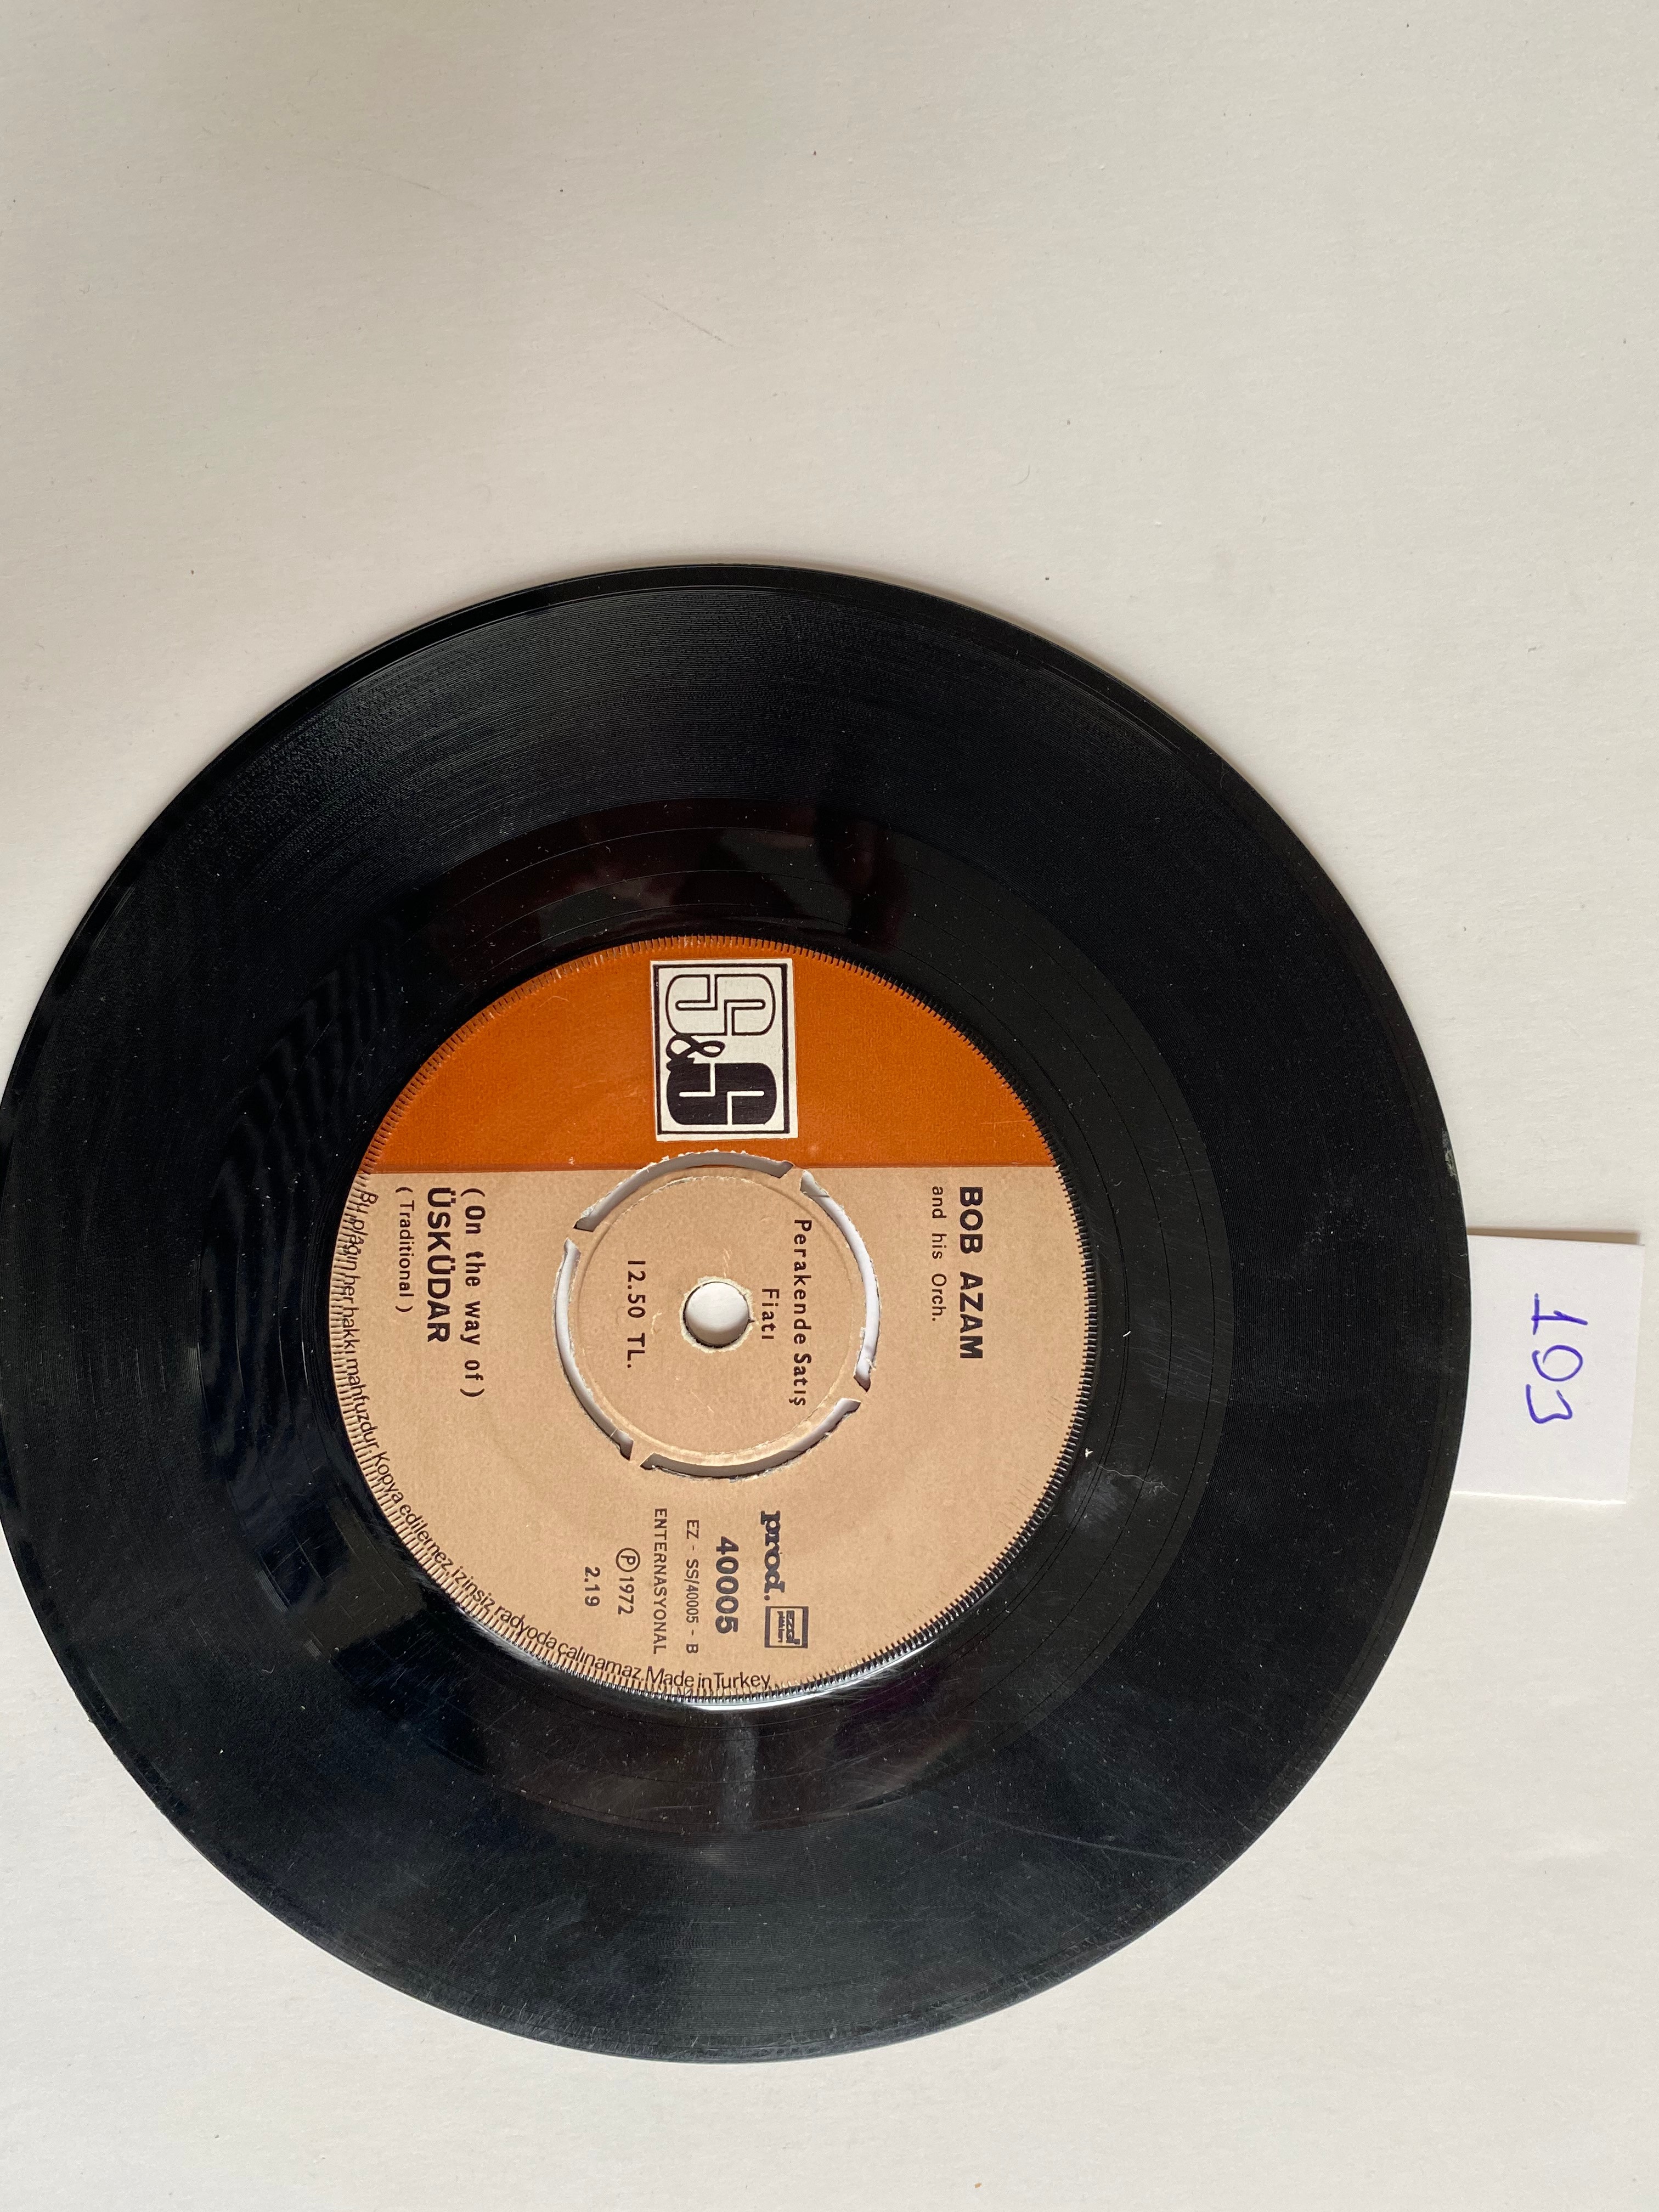 S&S
BOB AZAM
and his Orch.
Perakende Satış
Fiatı
12.50 TL.
prod.
40005
EZ - SS/40005 - B
ENTERNASYONAL
℗1972
2.19
(On the way of)
ÜSKÜDAR
(Traditional)
Bu plağın her hakkı mahfuzdur. Kopya edilemez, izinsiz radyoda çalınamaz. Made in Turkey
103